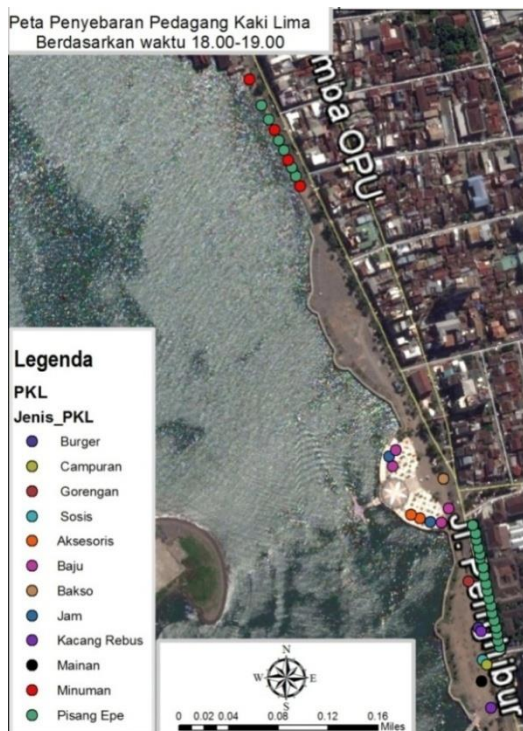 Peta Penyebaran Pedagang Kaki Lima
Berdasarkan waktu 18.00-19.00
mba OPU
Legenda
PKL
Jenis_PKL
Burger
Campuran
Gorengan
Sosis
Aksesoris
Baju
Bakso
Jam
Kacang Rebus
Mainan
Minuman
Pisang Epe
Jl. Penghibur
N
W E
S
0 0.02 0.04 0.08 0.12 0.16
Miles